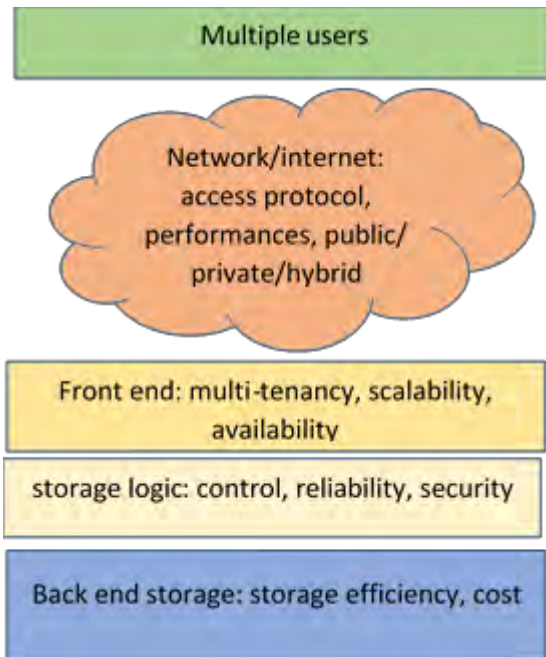 Multiple users
Network/internet:
access protocol,
performances, public/
private/hybrid
Front end: multi-tenancy, scalability,
availability
storage logic: control, reliability, security
Back end storage: storage efficiency, cost